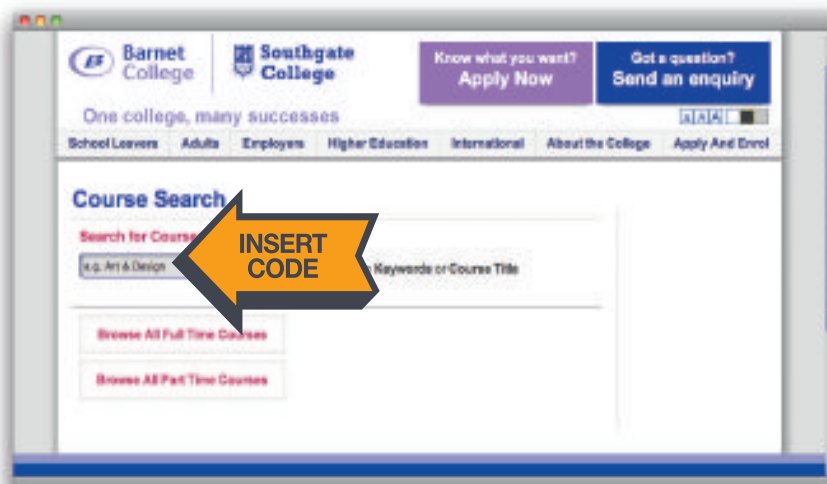 Barnet
College
Southgate
College
Know what you want?
Apply Now
Got a question?
Send an enquiry
One college, many successes
A A A
School Leavers Adults Employers Higher Education International About the College Apply And Enrol
Course Search
Search for Cours
e.g. Art & Design
INSERT
CODE
Keywords or Course Title
Browse All Full Time Courses
Browse All Part Time Courses